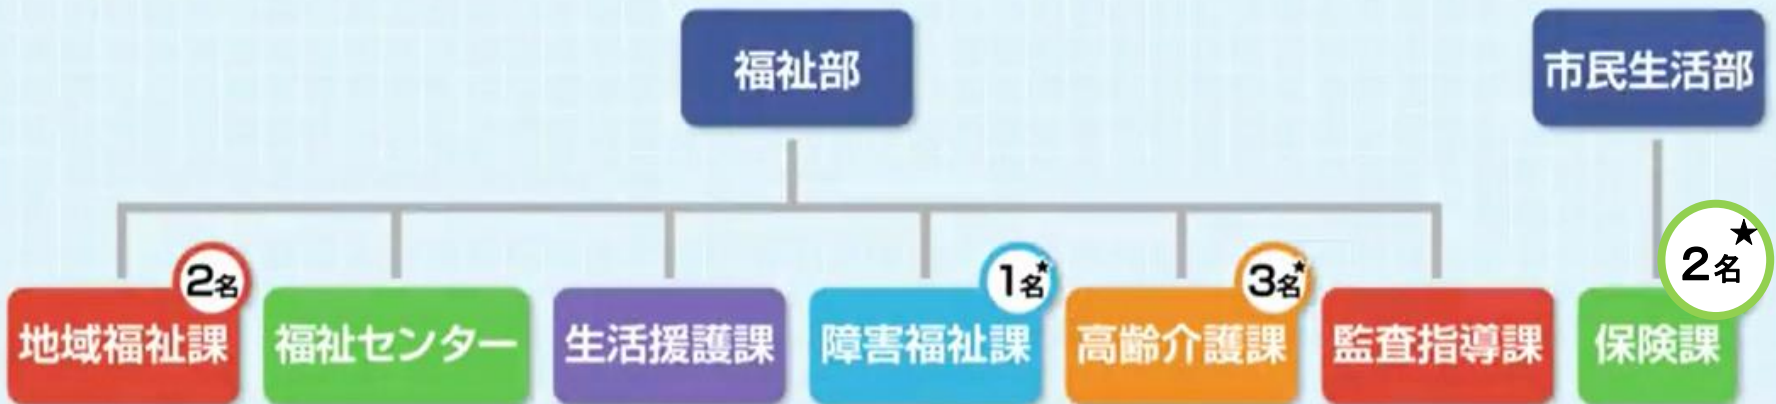 福祉部
市民生活部
2名
1名★
3名★
2名★
地域福祉課
福祉センター
生活援護課
障害福祉課
高齢介護課
監査指導課
保険課